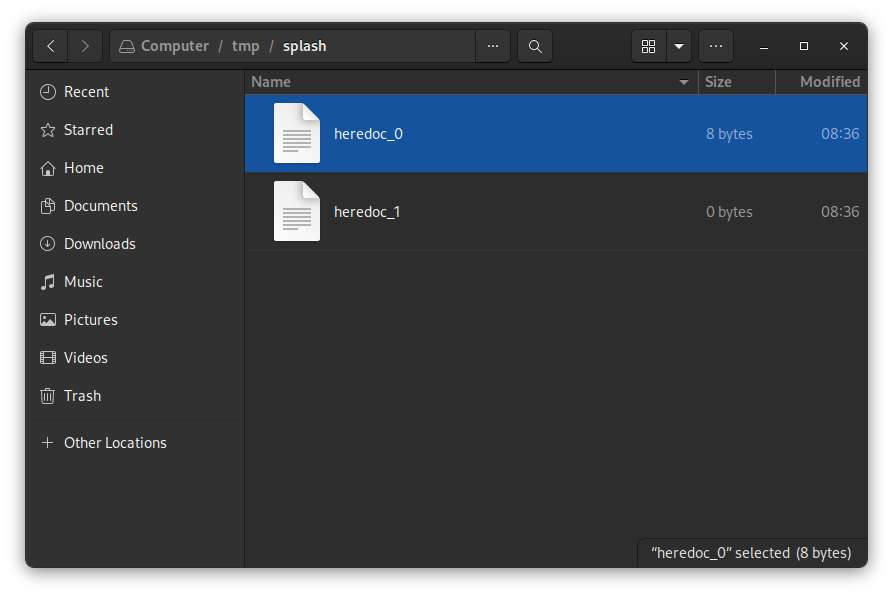 Computer / tmp / splash
Name Size Modified
Recent
Starred
Home
Documents
Downloads
Music
Pictures
Videos
Trash
Other Locations
heredoc_0 8 bytes 08:36
heredoc_1 0 bytes 08:36
“heredoc_0” selected (8 bytes)